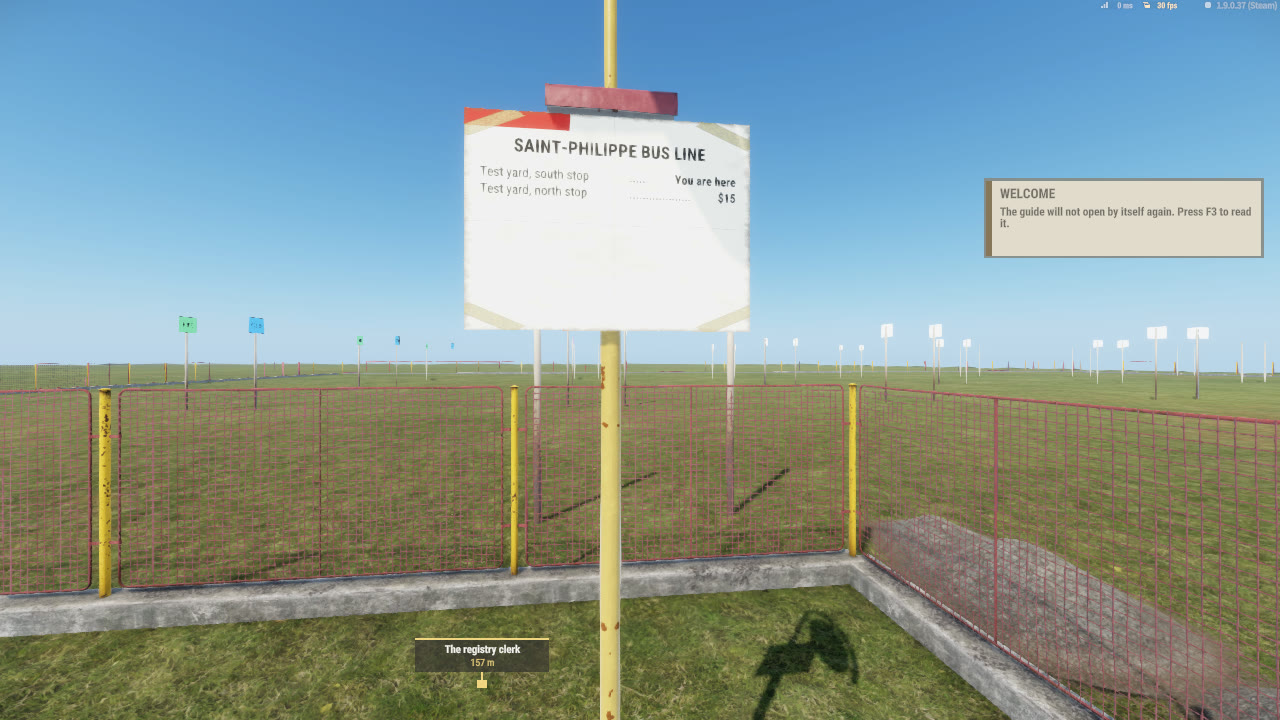 0 ms 30 fps 1.9.0.37 (Steam)
SAINT-PHILIPPE BUS LINE
Test yard, south stop ..... You are here
Test yard, north stop .................. $15
WELCOME
The guide will not open by itself again. Press F3 to read
it.
The registry clerk
157 m